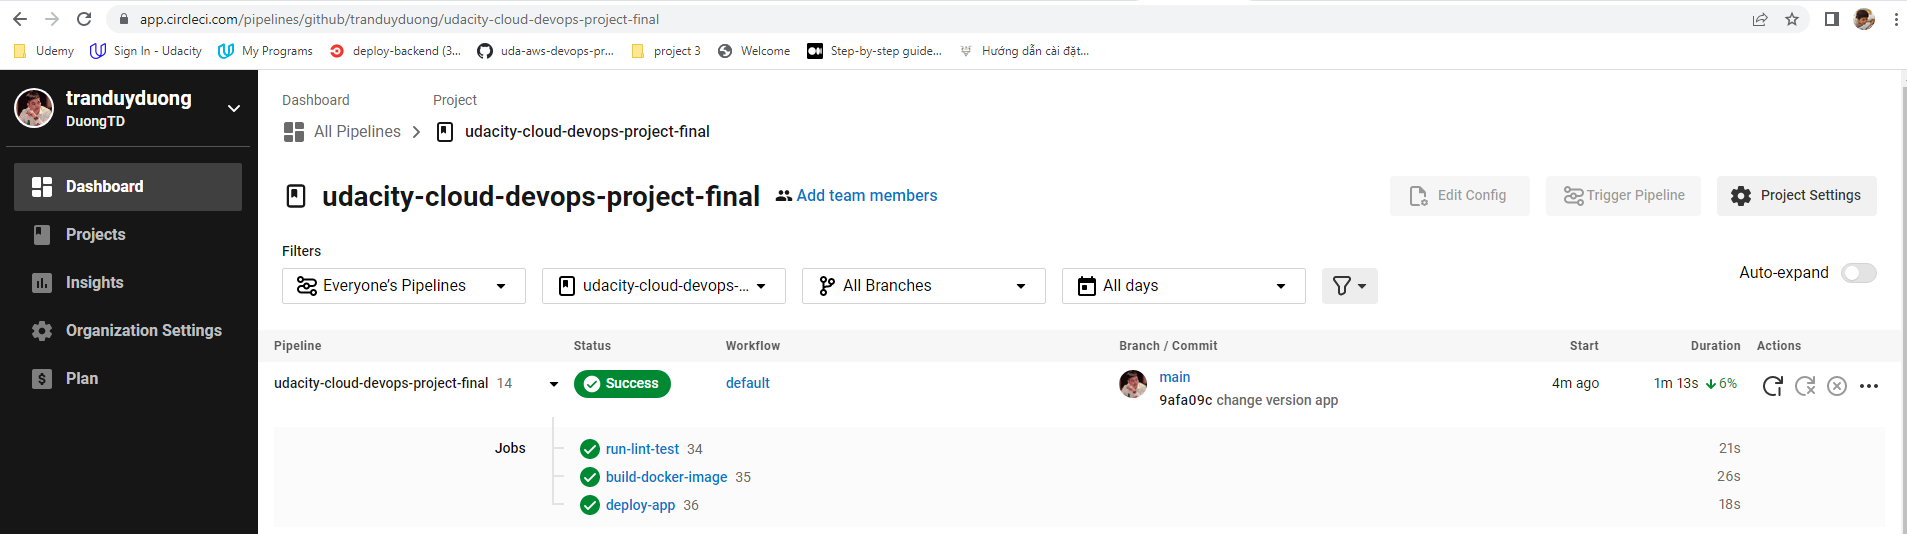 app.circleci.com/pipelines/github/tranduyduong/udacity-cloud-devops-project-final
Udemy
Sign In - Udacity
My Programs
deploy-backend (3...
uda-aws-devops-pr...
project 3
Welcome
Step-by-step guide...
Hướng dẫn cài đặt...
tranduyduong
DuongTD
Dashboard
Projects
Insights
Organization Settings
Plan
Dashboard Project
All Pipelines udacity-cloud-devops-project-final
udacity-cloud-devops-project-final Add team members
Edit Config Trigger Pipeline Project Settings
Filters
Everyone's Pipelines udacity-cloud-devops-... All Branches All days
Auto-expand
Pipeline Status Workflow Branch / Commit Start Duration Actions
udacity-cloud-devops-project-final 14 Success default main 4m ago 1m 13s 6%
9afa09c change version app
Jobs run-lint-test 34 21s
build-docker-image 35 26s
deploy-app 36 18s